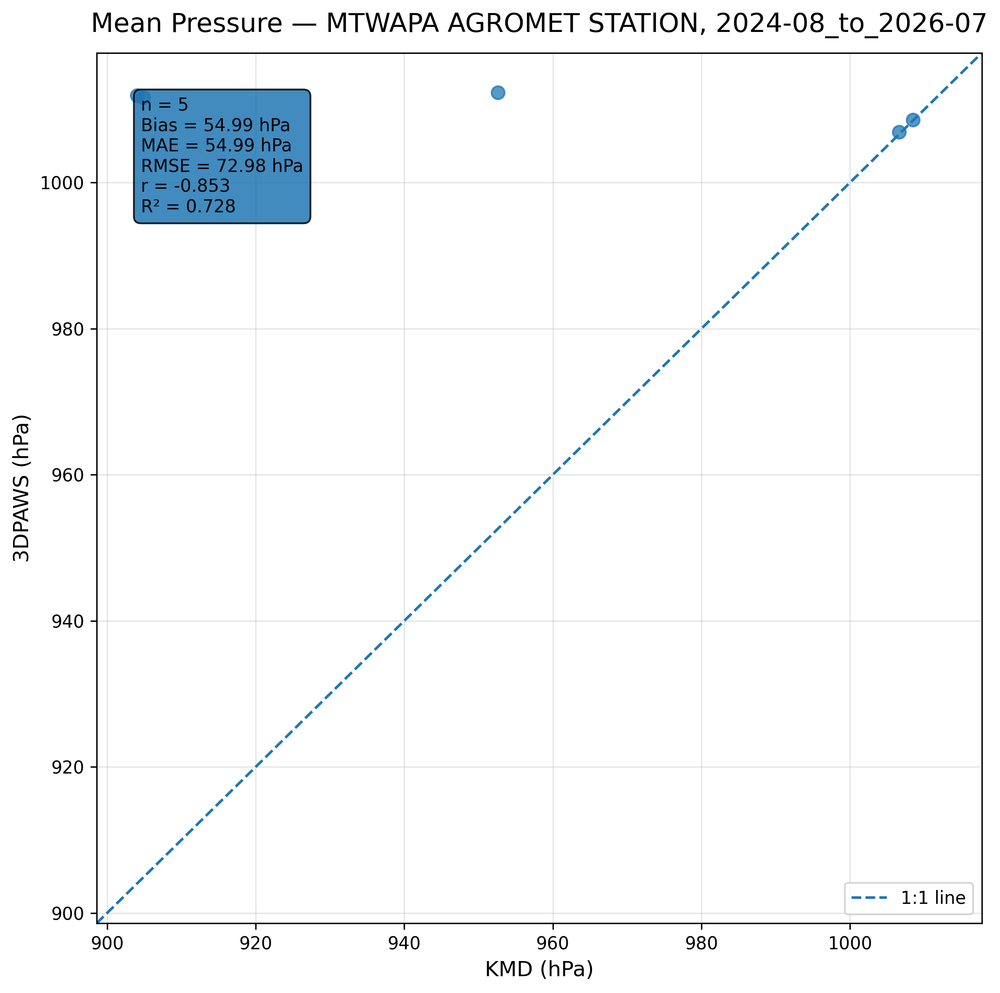 Mean Pressure — MTWAPA AGROMET STATION, 2024-08_to_2026-07
n = 5
Bias = 54.99 hPa
MAE = 54.99 hPa
RMSE = 72.98 hPa
r = -0.853
R² = 0.728
3DPAWS (hPa)
1000
980
960
940
920
900
1:1 line
900 920 940 960 980 1000
KMD (hPa)